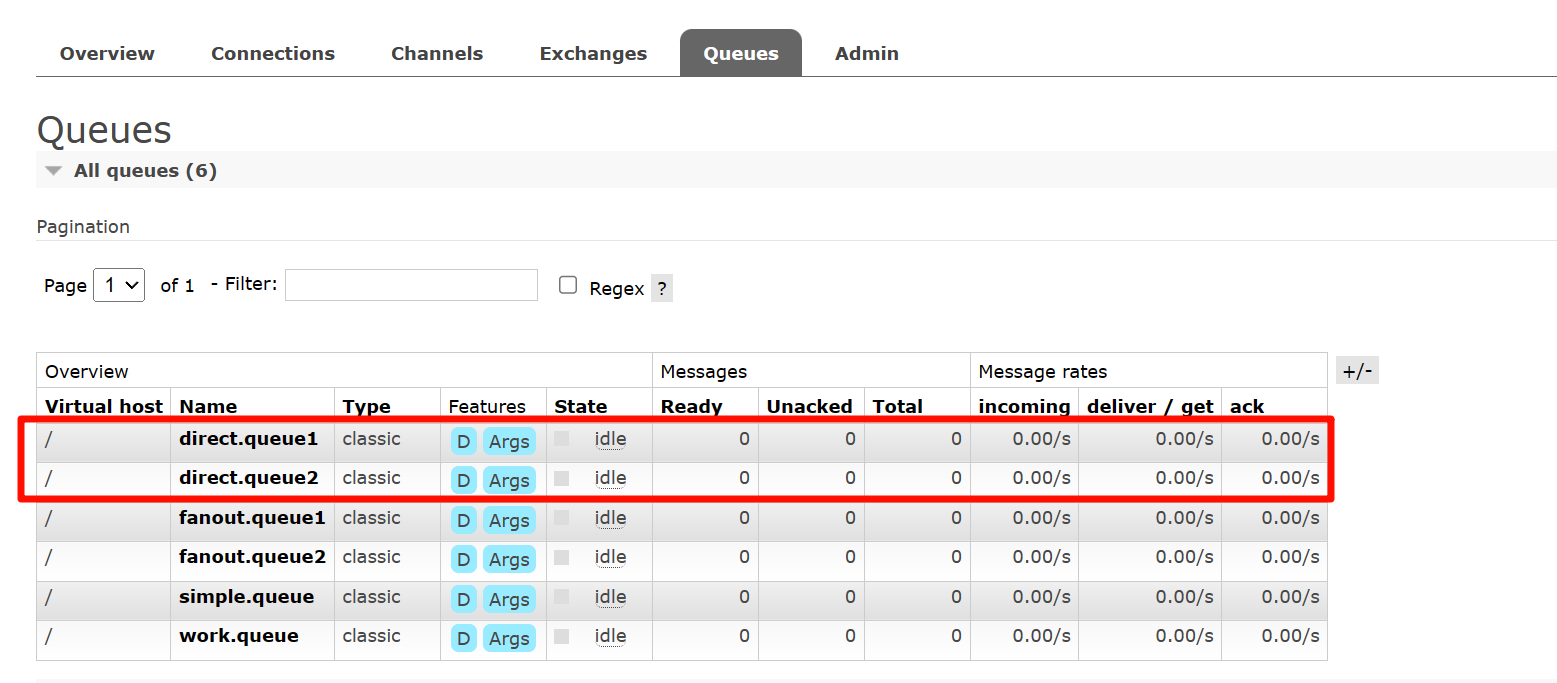 Overview Connections Channels Exchanges Queues Admin
Queues
All queues (6)
Pagination
Page 1 of 1 - Filter: Regex ?
Overview Messages Message rates +/-
Virtual host Name Type Features State Ready Unacked Total incoming deliver / get ack
/ direct.queue1 classic D Args idle 0 0 0 0.00/s 0.00/s 0.00/s
/ direct.queue2 classic D Args idle 0 0 0 0.00/s 0.00/s 0.00/s
/ fanout.queue1 classic D Args idle 0 0 0 0.00/s 0.00/s 0.00/s
/ fanout.queue2 classic D Args idle 0 0 0 0.00/s 0.00/s 0.00/s
/ simple.queue classic D Args idle 0 0 0 0.00/s 0.00/s 0.00/s
/ work.queue classic D Args idle 0 0 0 0.00/s 0.00/s 0.00/s